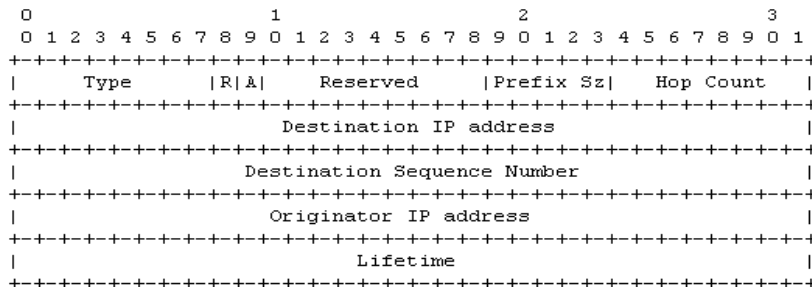 0                   1                   2                   3
0 1 2 3 4 5 6 7 8 9 0 1 2 3 4 5 6 7 8 9 0 1 2 3 4 5 6 7 8 9 0 1
+-+-+-+-+-+-+-+-+-+-+-+-+-+-+-+-+-+-+-+-+-+-+-+-+-+-+-+-+-+-+-+-+
|     Type      |R|A|    Reserved     |Prefix Sz|   Hop Count   |
+-+-+-+-+-+-+-+-+-+-+-+-+-+-+-+-+-+-+-+-+-+-+-+-+-+-+-+-+-+-+-+-+
|                     Destination IP address                    |
+-+-+-+-+-+-+-+-+-+-+-+-+-+-+-+-+-+-+-+-+-+-+-+-+-+-+-+-+-+-+-+-+
|                  Destination Sequence Number                  |
+-+-+-+-+-+-+-+-+-+-+-+-+-+-+-+-+-+-+-+-+-+-+-+-+-+-+-+-+-+-+-+-+
|                    Originator IP address                      |
+-+-+-+-+-+-+-+-+-+-+-+-+-+-+-+-+-+-+-+-+-+-+-+-+-+-+-+-+-+-+-+-+
|                           Lifetime                            |
+-+-+-+-+-+-+-+-+-+-+-+-+-+-+-+-+-+-+-+-+-+-+-+-+-+-+-+-+-+-+-+-+